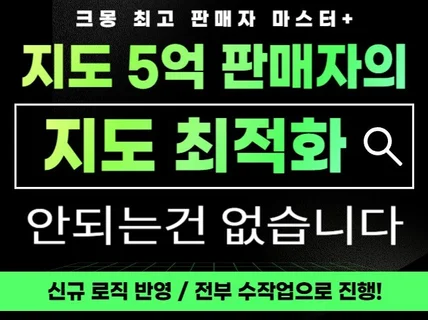 크몽 최고 판매자 마스터+
지도 5억 판매자의
지도 최적화
안되는건 없습니다
신규 로직 반영 / 전부 수작업으로 진행!